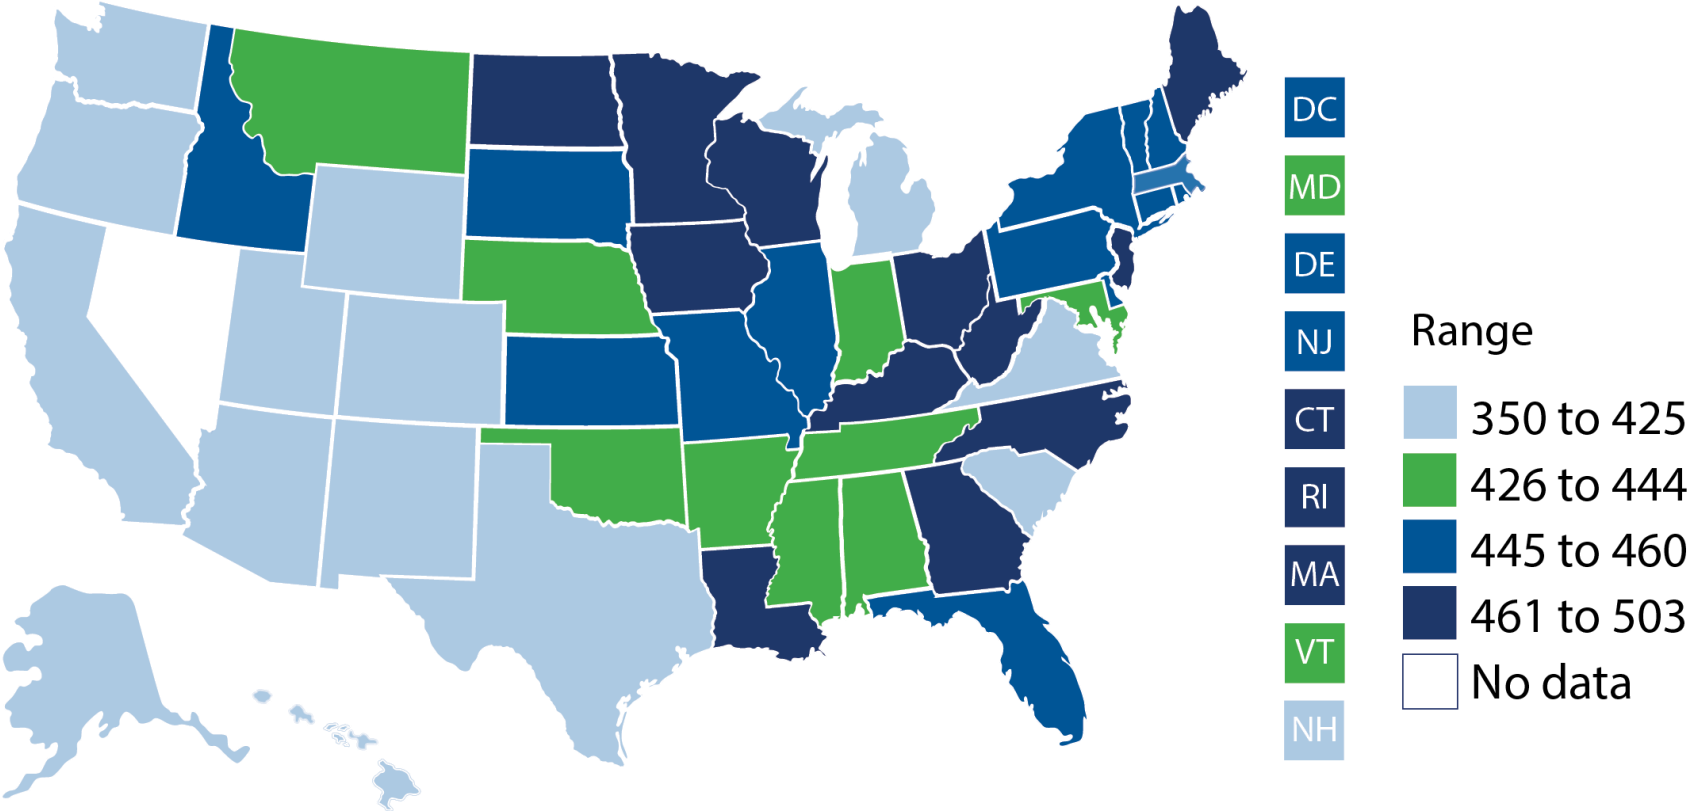 DC
MD
DE
NJ
CT
RI
MA
VT
NH
Range
350 to 425
426 to 444
445 to 460
461 to 503
No data